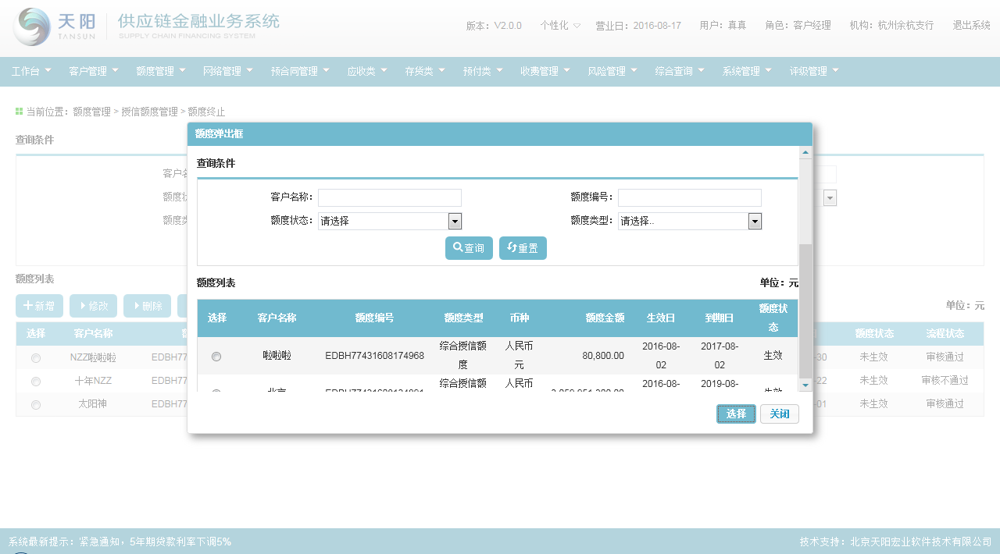 天阳
TANSUN
供应链金融业务系统
SUPPLY CHAIN FINANCING SYSTEM
版本：V2.0.0 个性化 营业日：2016-08-17 用户：真真 角色：客户经理 机构：杭州余杭支行 退出系统
工作台 客户管理 额度管理 网络管理 预合同管理 应收类 存货类 预付类 收费管理 风险管理 综合查询 系统管理 评级管理
当前位置：额度管理 > 授信额度管理 > 额度终止
查询条件
客户名
额度状
额度类
额度列表
单位：元
新增 修改 删除
选择 客户名称 额度状态 流程状态
NZZ啦啦啦 EDBH77 -30 未生效 审核通过
十年NZZ EDBH77 -22 未生效 审核不通过
太阳神 EDBH77 -01 未生效 审核通过
额度弹出框
查询条件
客户名称： 额度编号：
额度状态： 请选择 额度类型： 请选择..
查询 重置
额度列表 单位：元
选择 客户名称 额度编号 额度类型 币种 额度金额 生效日 到期日 额度状态
啦啦啦 EDBH77431608174968 综合授信额度 人民币元 80,800.00 2016-08-02 2017-08-02 生效
北京 综合授信额 人民币 2016-08- 2019-08- 生效
选择 关闭
系统最新提示：紧急通知，5年期贷款利率下调5% 技术支持：北京天阳宏业软件技术有限公司